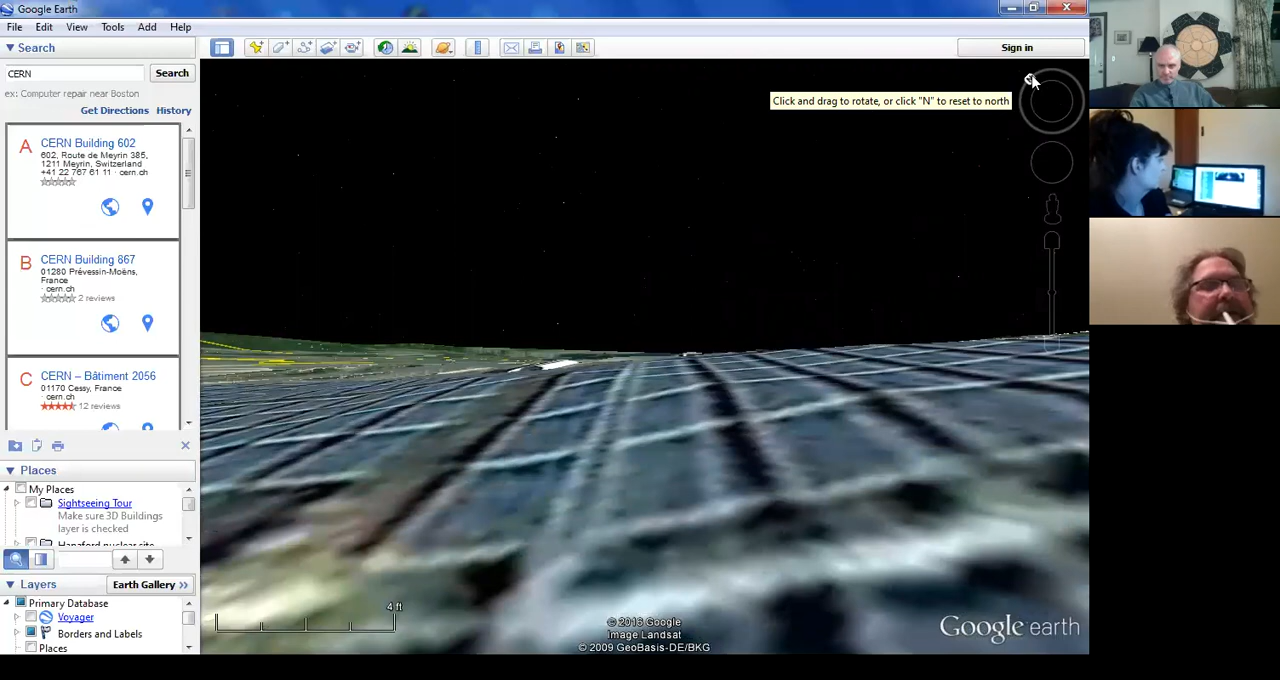 Google Earth
File Edit View Tools Add Help
Search
Sign in
CERN
Search
ex: Computer repair near Boston
Get Directions History
Click and drag to rotate, or click "N" to reset to north
A CERN Building 602
602, Route de Meyrin 385,
1211 Meyrin, Switzerland
+41 22 767 61 11 · cern.ch
B CERN Building 867
01280 Prévessin-Moëns,
France
· cern.ch
2 reviews
C CERN – Bâtiment 2056
01170 Cessy, France
· cern.ch
12 reviews
Places
My Places
Sightseeing Tour
Make sure 3D Buildings
layer is checked
Hanaford nuclear site
Layers
Earth Gallery >>
Primary Database
Voyager
Borders and Labels
Places
4 ft
© 2016 Google
Image Landsat
© 2009 GeoBasis-DE/BKG
Google earth